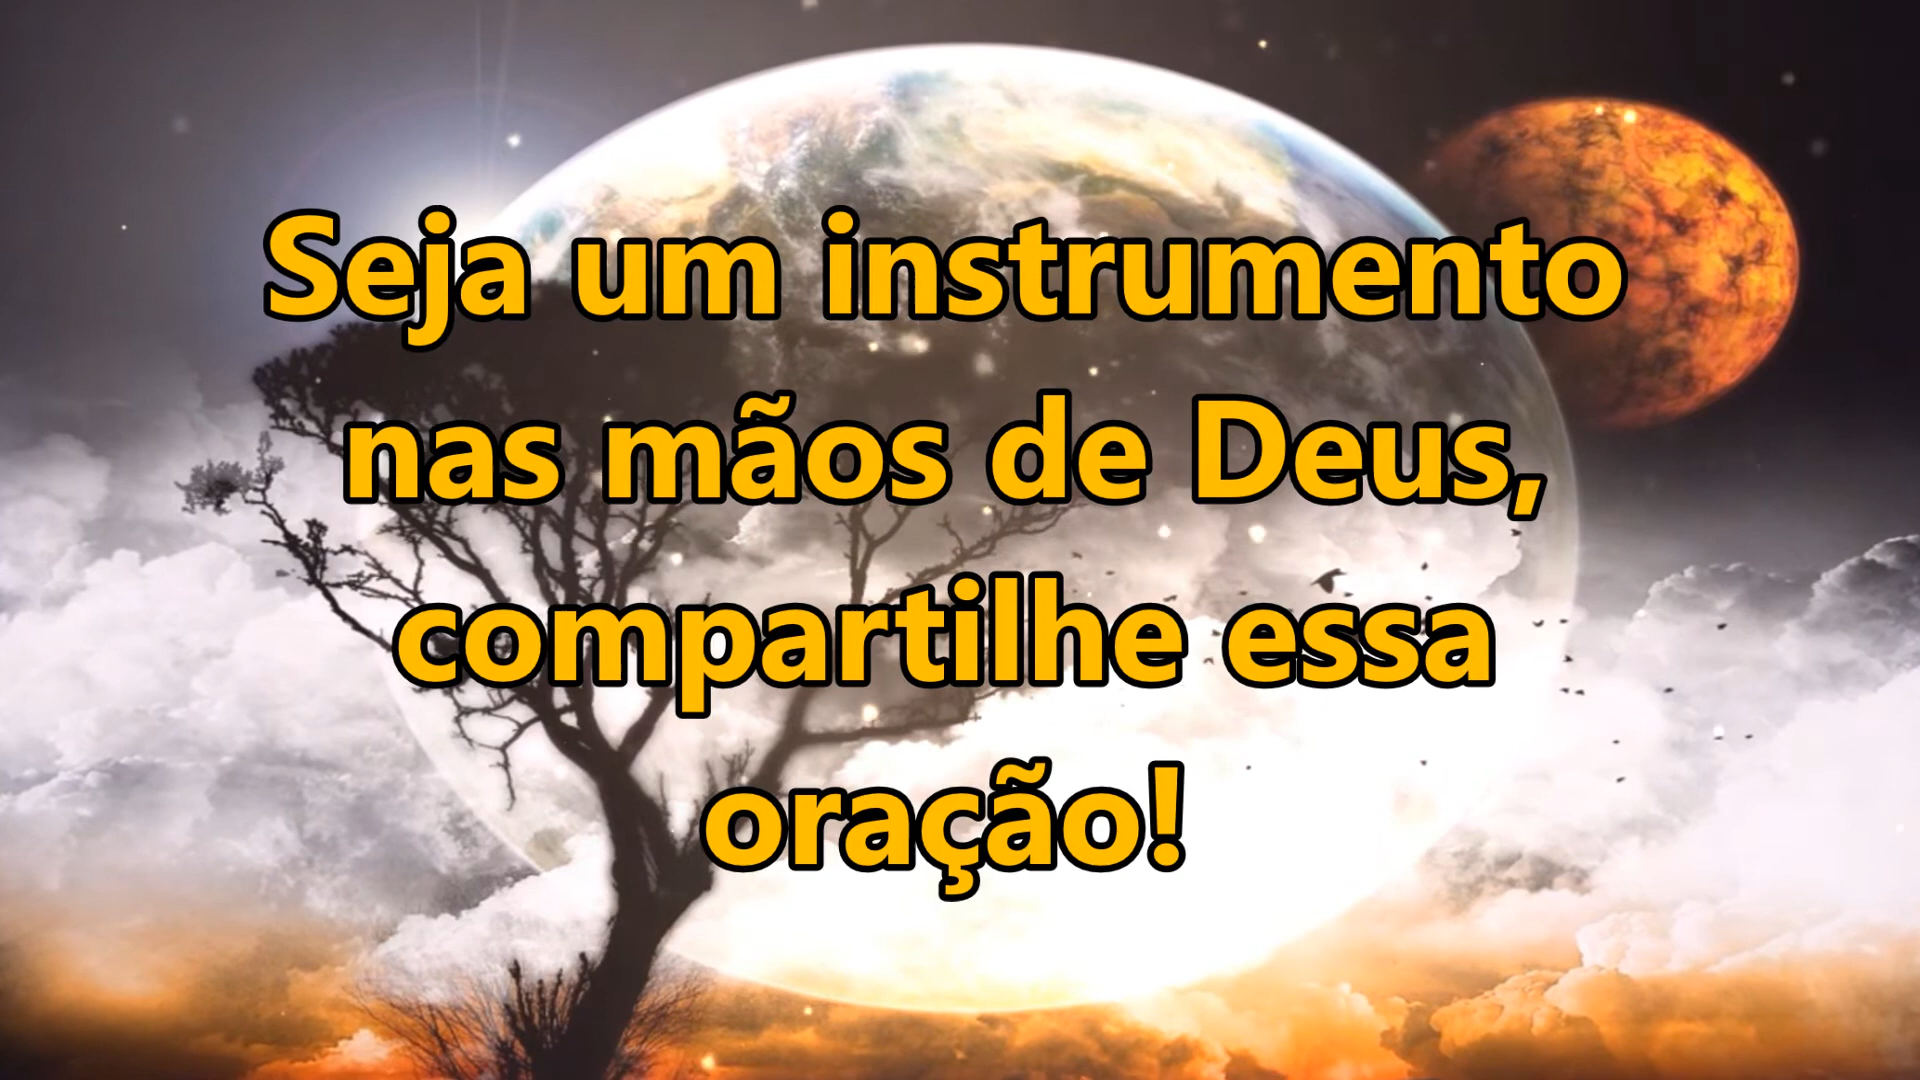 Seja um instrumento
nas mãos de Deus,
compartilhe essa
oração!